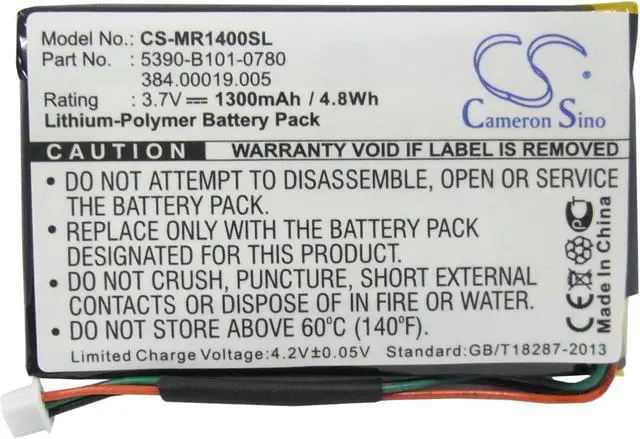 Model No.: CS-MR1400SL
Part No. : 5390-B101-0780
384.00019.005
Rating : 3.7V⎓ 1300mAh / 4.8Wh
Lithium-Polymer Battery Pack
CS
Cameron Sino
CAUTION WARRANTY VOID IF LABEL IS REMOVED
• DO NOT ATTEMPT TO DISASSEMBLE, OPEN OR SERVICE
THE BATTERY PACK.
• REPLACE ONLY WITH THE BATTERY PACK
DESIGNATED FOR THIS PRODUCT.
• DO NOT CRUSH, PUNCTURE, SHORT EXTERNAL
CONTACTS OR DISPOSE OF IN FIRE OR WATER.
• DO NOT EXPOSED ABOVE 60°C (140°F).
CE
Made In China
Limited Charge Voltage:4.2V±0.05V Standard:GB/T18287-2013